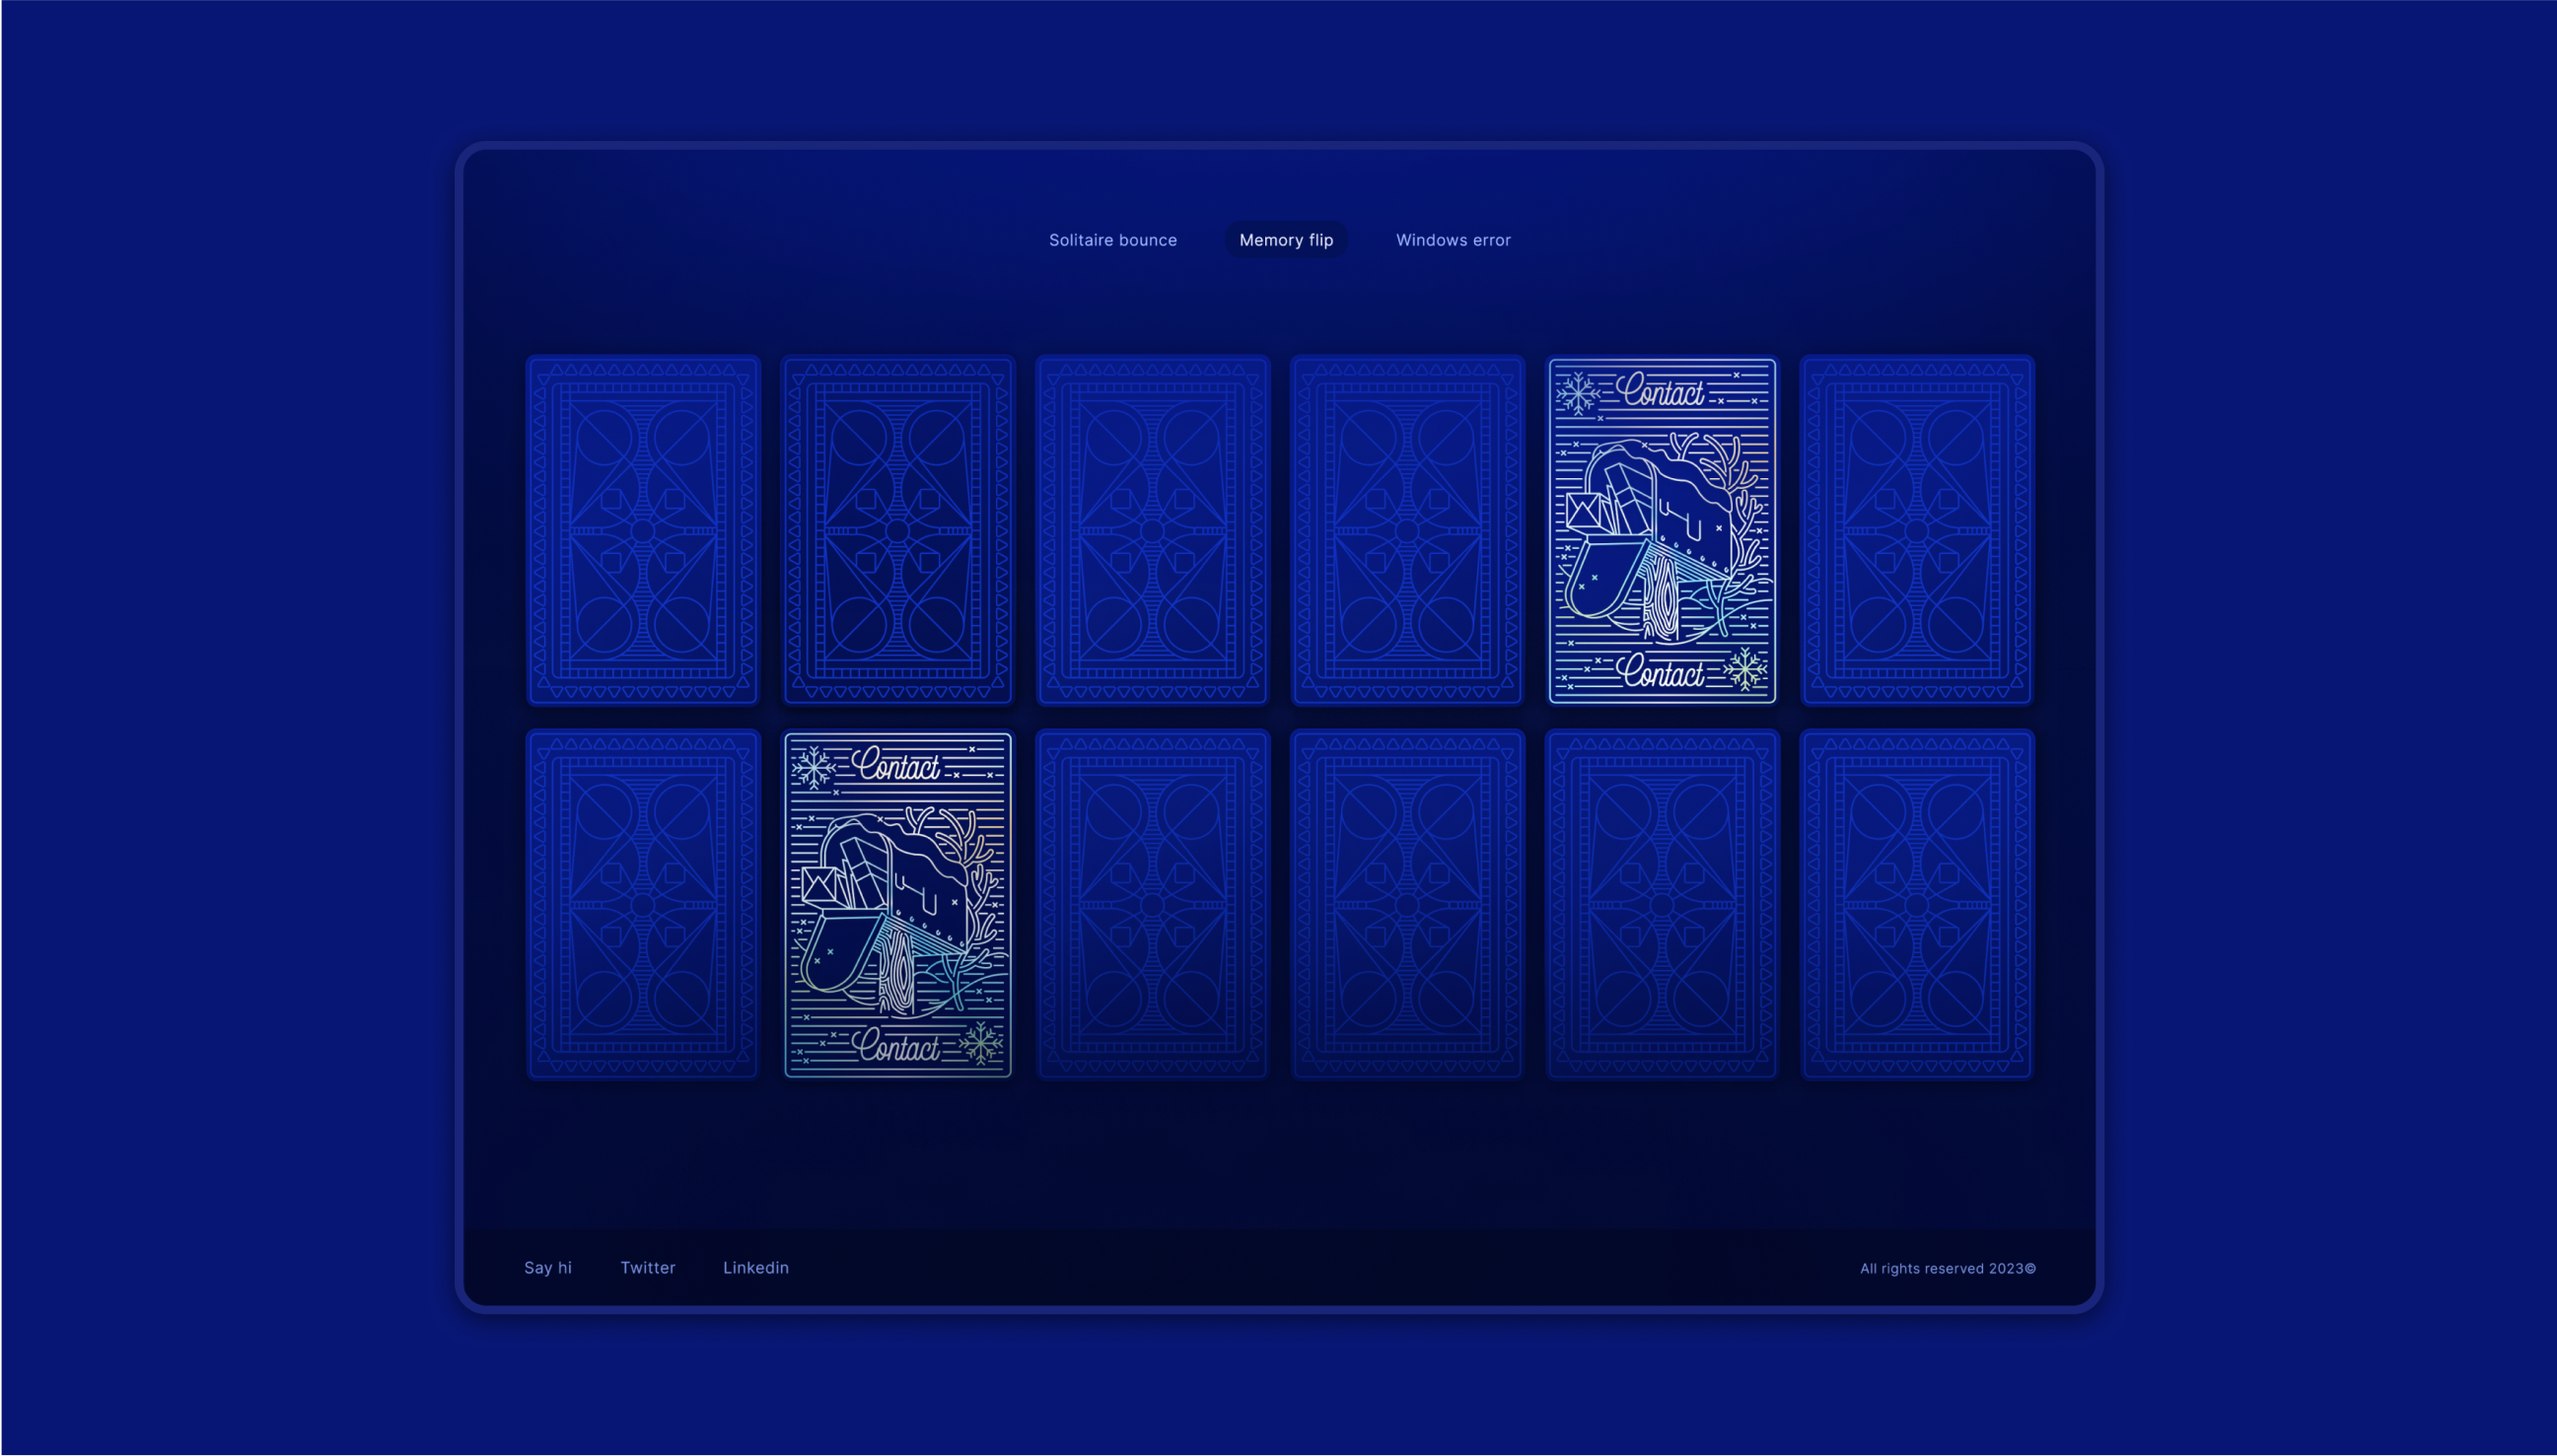 Solitaire bounce
Memory flip
Windows error
Contact
Contact
Contact
Contact
Say hi
Twitter
Linkedin
All rights reserved 2023©